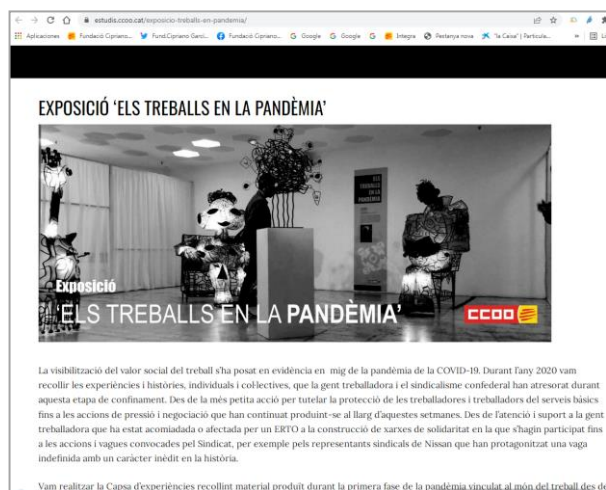 estudis.ccoo.cat/exposicio-treballs-en-pandemia/
Aplicaciones Fundació Cipriano... Fund.Cipriano Garci... Fundació Cipriano... Google Google Integra Pestanya nova "la Caixa" | Particula... »
EXPOSICIÓ 'ELS TREBALLS EN LA PANDÈMIA'
ELS
TREBALLS
EN LA
PANDÈMIA
Exposició
'ELS TREBALLS EN LA PANDÈMIA'
CCOO
La visibilització del valor social del treball s'ha posat en evidència en mig de la pandèmia de la COVID-19. Durant l'any 2020 vam
recollir les experiències i històries, individuals i col·lectives, que la gent treballadora i el sindicalisme confederal han atresorat durant
aquesta etapa de confinament. Des de la més petita acció per tutelar la protecció de les treballadores i treballadors del serveis bàsics
fins a les accions de pressió i negociació que han continuat produint-se al llarg d'aquestes setmanes. Des de l'atenció i suport a la gent
treballadora que ha estat acomiadada o afectada per un ERTO a la construcció de xarxes de solidaritat en la que s'hagin participat fins
a les accions i vagues convocades pel Sindicat, per exemple pels representants sindicals de Nissan que han protagonitzat una vaga
indefinida amb un caràcter inèdit en la història.
Vam realitzar la Capsa d'experiències recollint material produït durant la primera fase de la pandèmia vinculat al món del treball des de